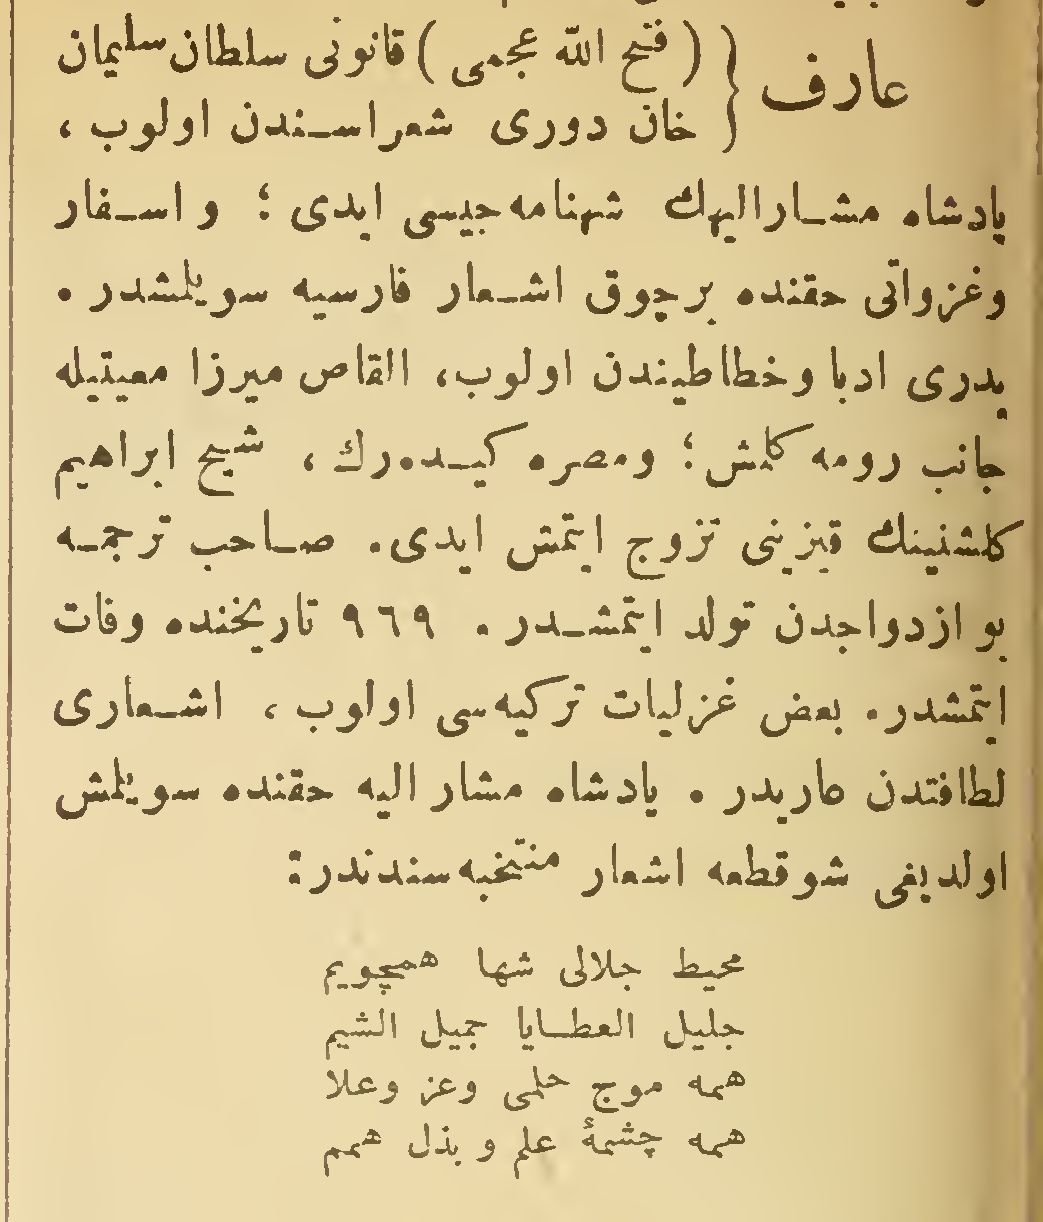 عارف { ( فتح الله عجمی ) قانونی سلطان سلیمان
خان دوری شعراسندن اولوب ،
پادشاه مشارالیهك شهنامه‌جیسی ایدی ؛ و اسفار
وغزواتی حقنده برچوق اشعار فارسیه سویلمشدر .
پدری ادبا وخطاطیندن اولوب، القاص میرزا معیتیله
جانب رومه کلمش ؛ ومصره کیده‌رك ، شیخ ابراهیم
کلشنینك قیزینی تزوج ایتمش ایدی . صاحب ترجمه
بو ازدواجدن تولد ایتمشدر . ٩٦٩ تاریخنده وفات
ایتمشدر . بعض غزلیات ترکیه‌سی اولوب ، اشعاری
لطافتدن عاریدر . پادشاه مشار الیه حقنده سویلمش
اولدیغی شوقطعه اشعار منتخبه‌سندندر :
محیط جلالی شها همچویم
جلیل العطایا جمیل الشیم
همه موج حلمی وعز وعلا
همه چشمهٔ علم و بذل همم